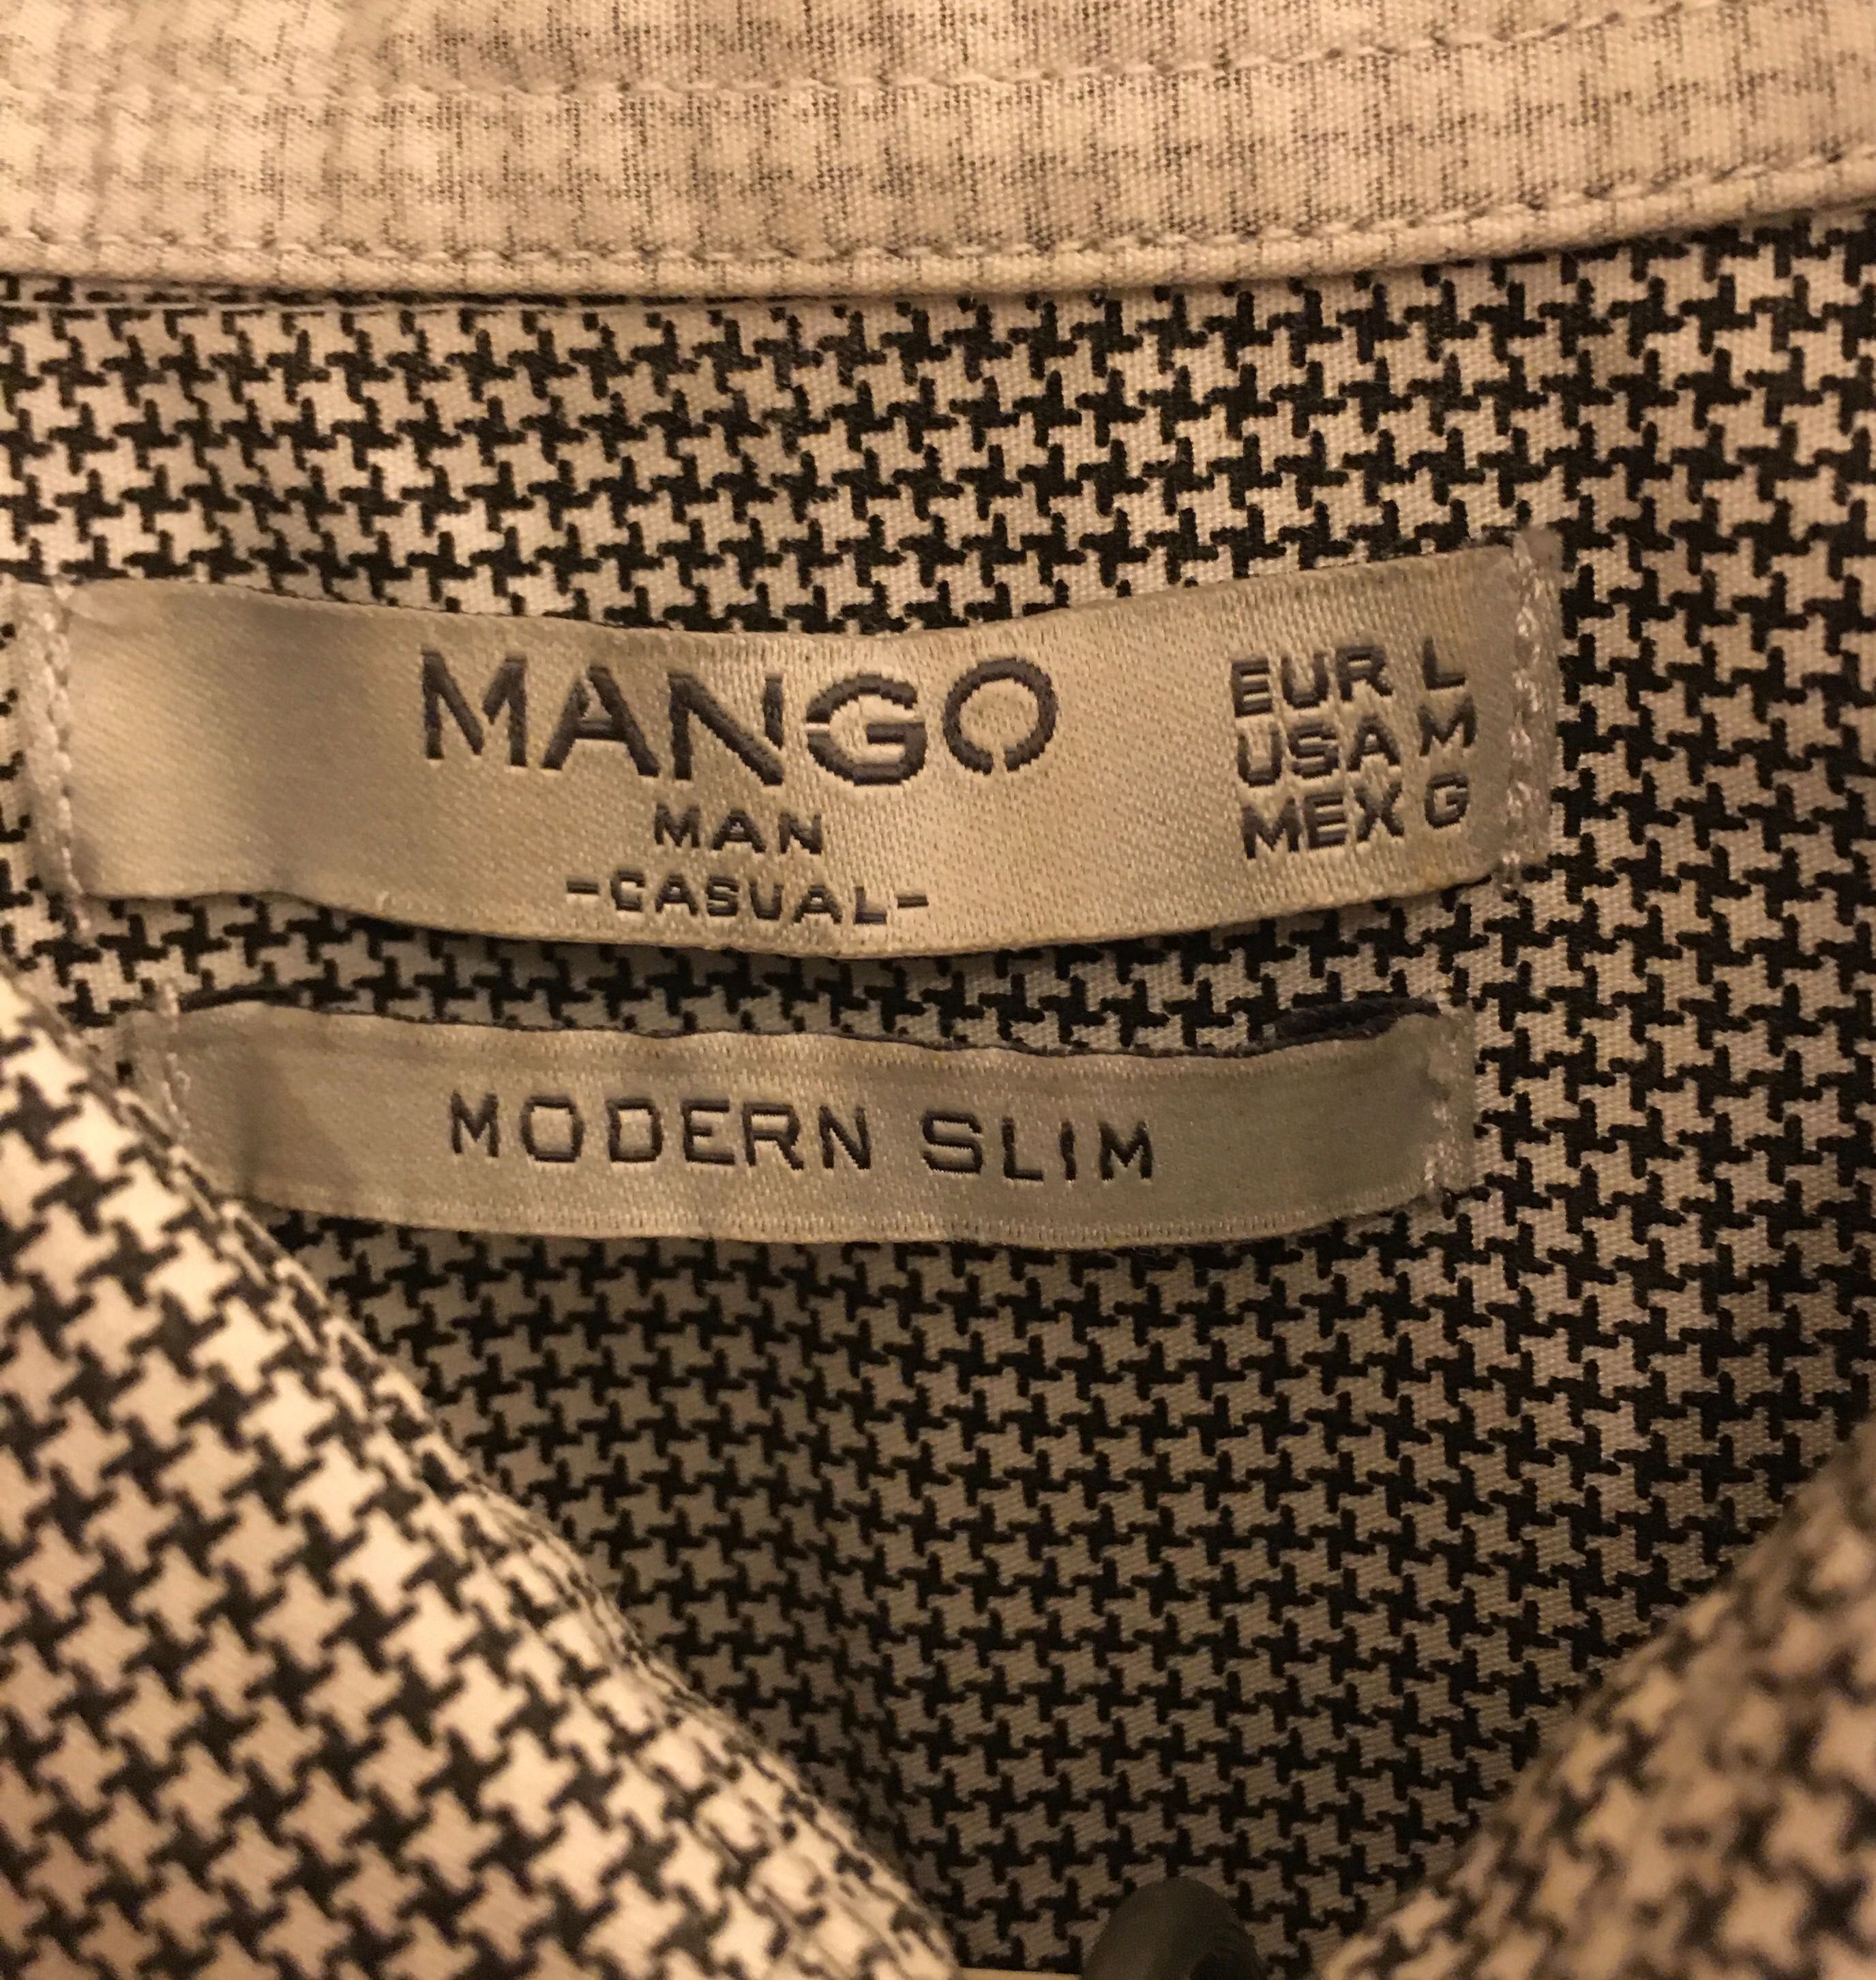 MANGO
MAN
-CASUAL-
EUR L
USA M
MEX G
MODERN SLIM